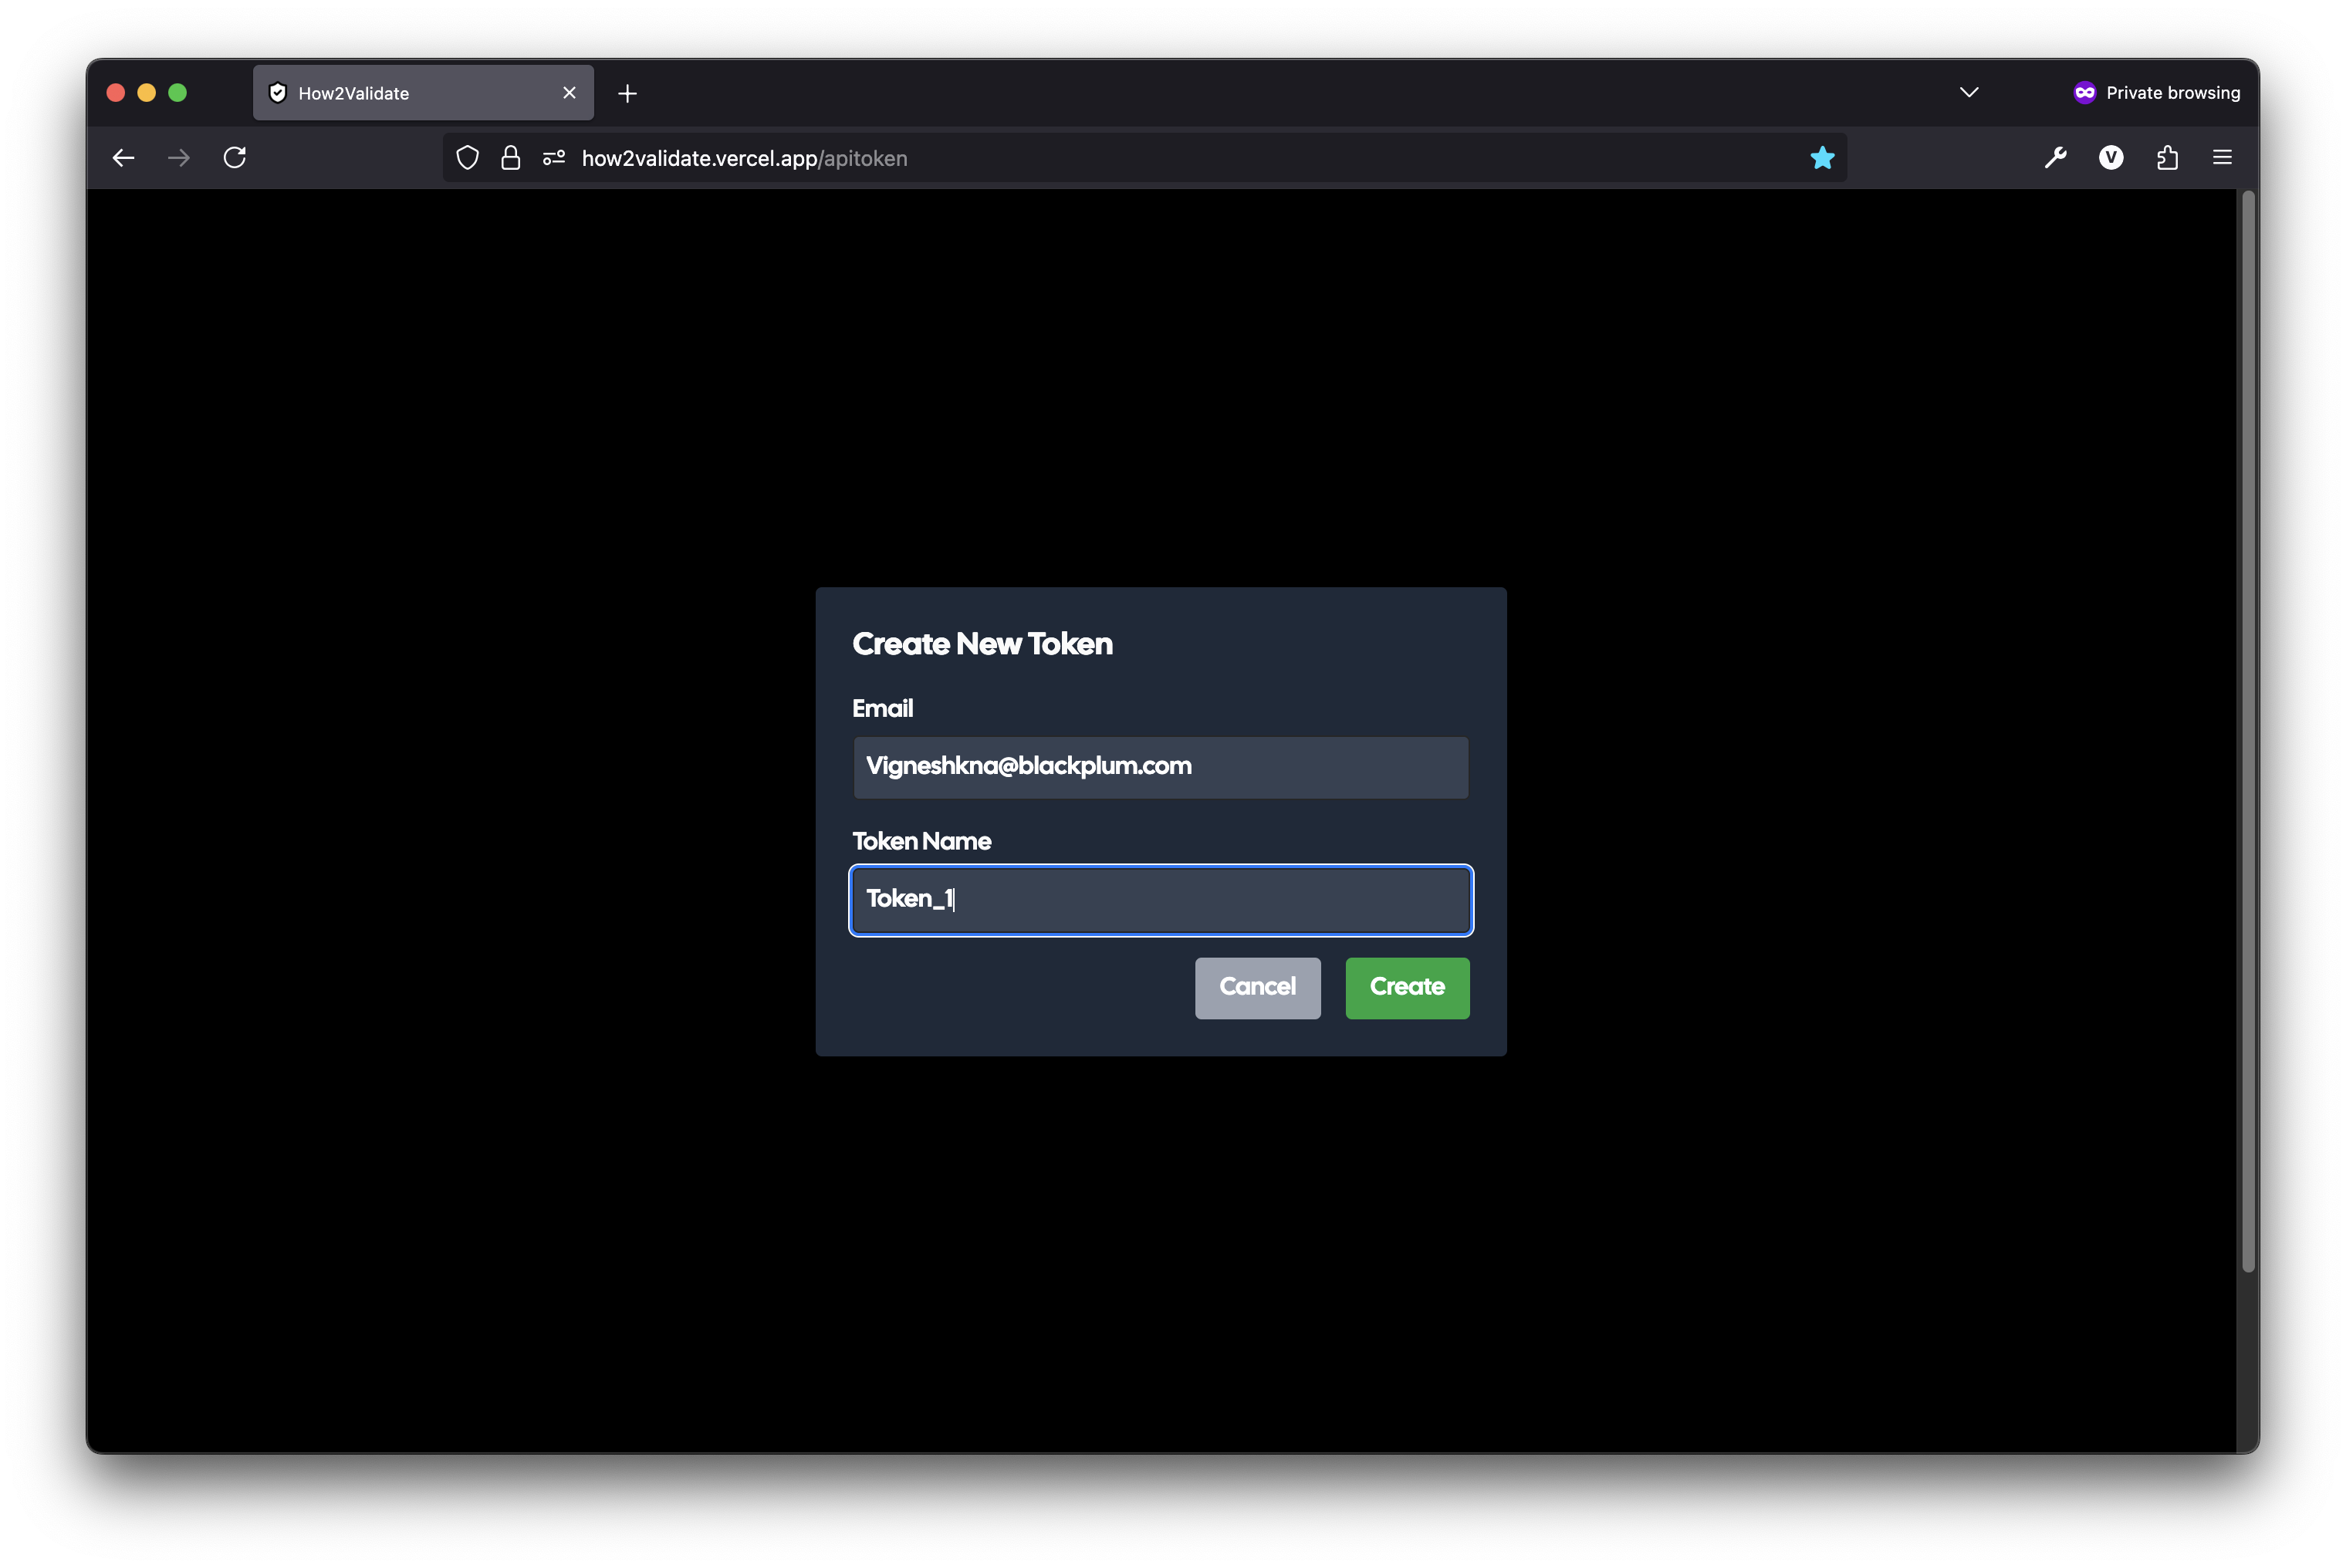 How2Validate
Private browsing
how2validate.vercel.app/apitoken
V
Create New Token
Email
Vigneshkna@blackplum.com
Token Name
Token_1
Cancel
Create